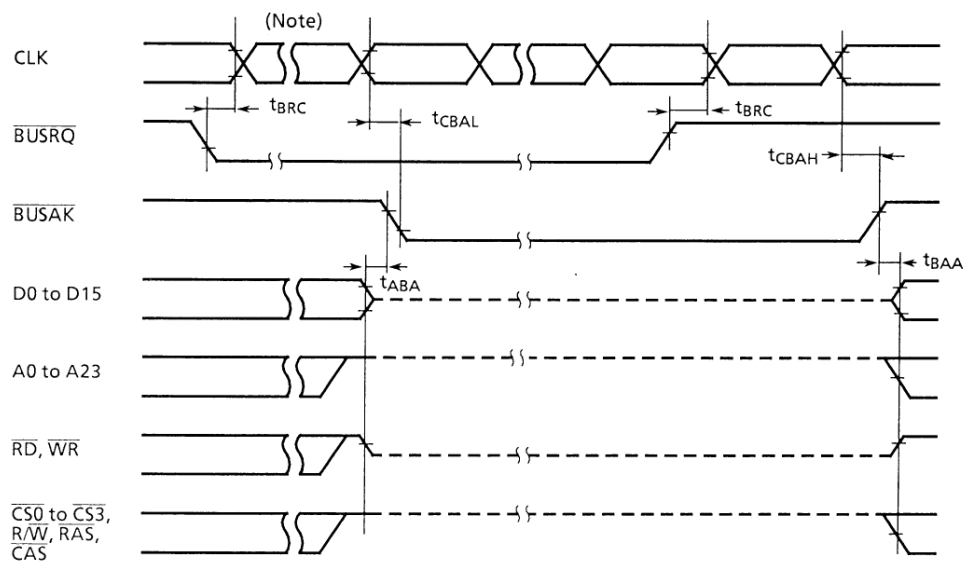 (Note)
CLK
tBRC
tCBAL
tBRC
BUSRQ
tCBAH
BUSAK
tABA
tBAA
D0 to D15
A0 to A23
RD, WR
CS0 to CS3,
R/W, RAS,
CAS